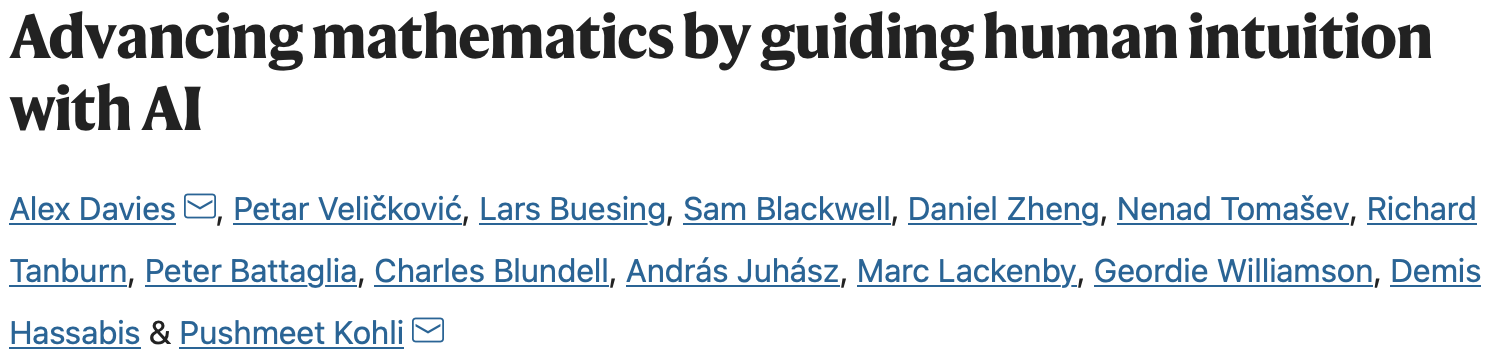 Advancing mathematics by guiding human intuition
with AI
Alex Davies, Petar Veličković, Lars Buesing, Sam Blackwell, Daniel Zheng, Nenad Tomašev, Richard
Tanburn, Peter Battaglia, Charles Blundell, András Juhász, Marc Lackenby, Geordie Williamson, Demis
Hassabis & Pushmeet Kohli